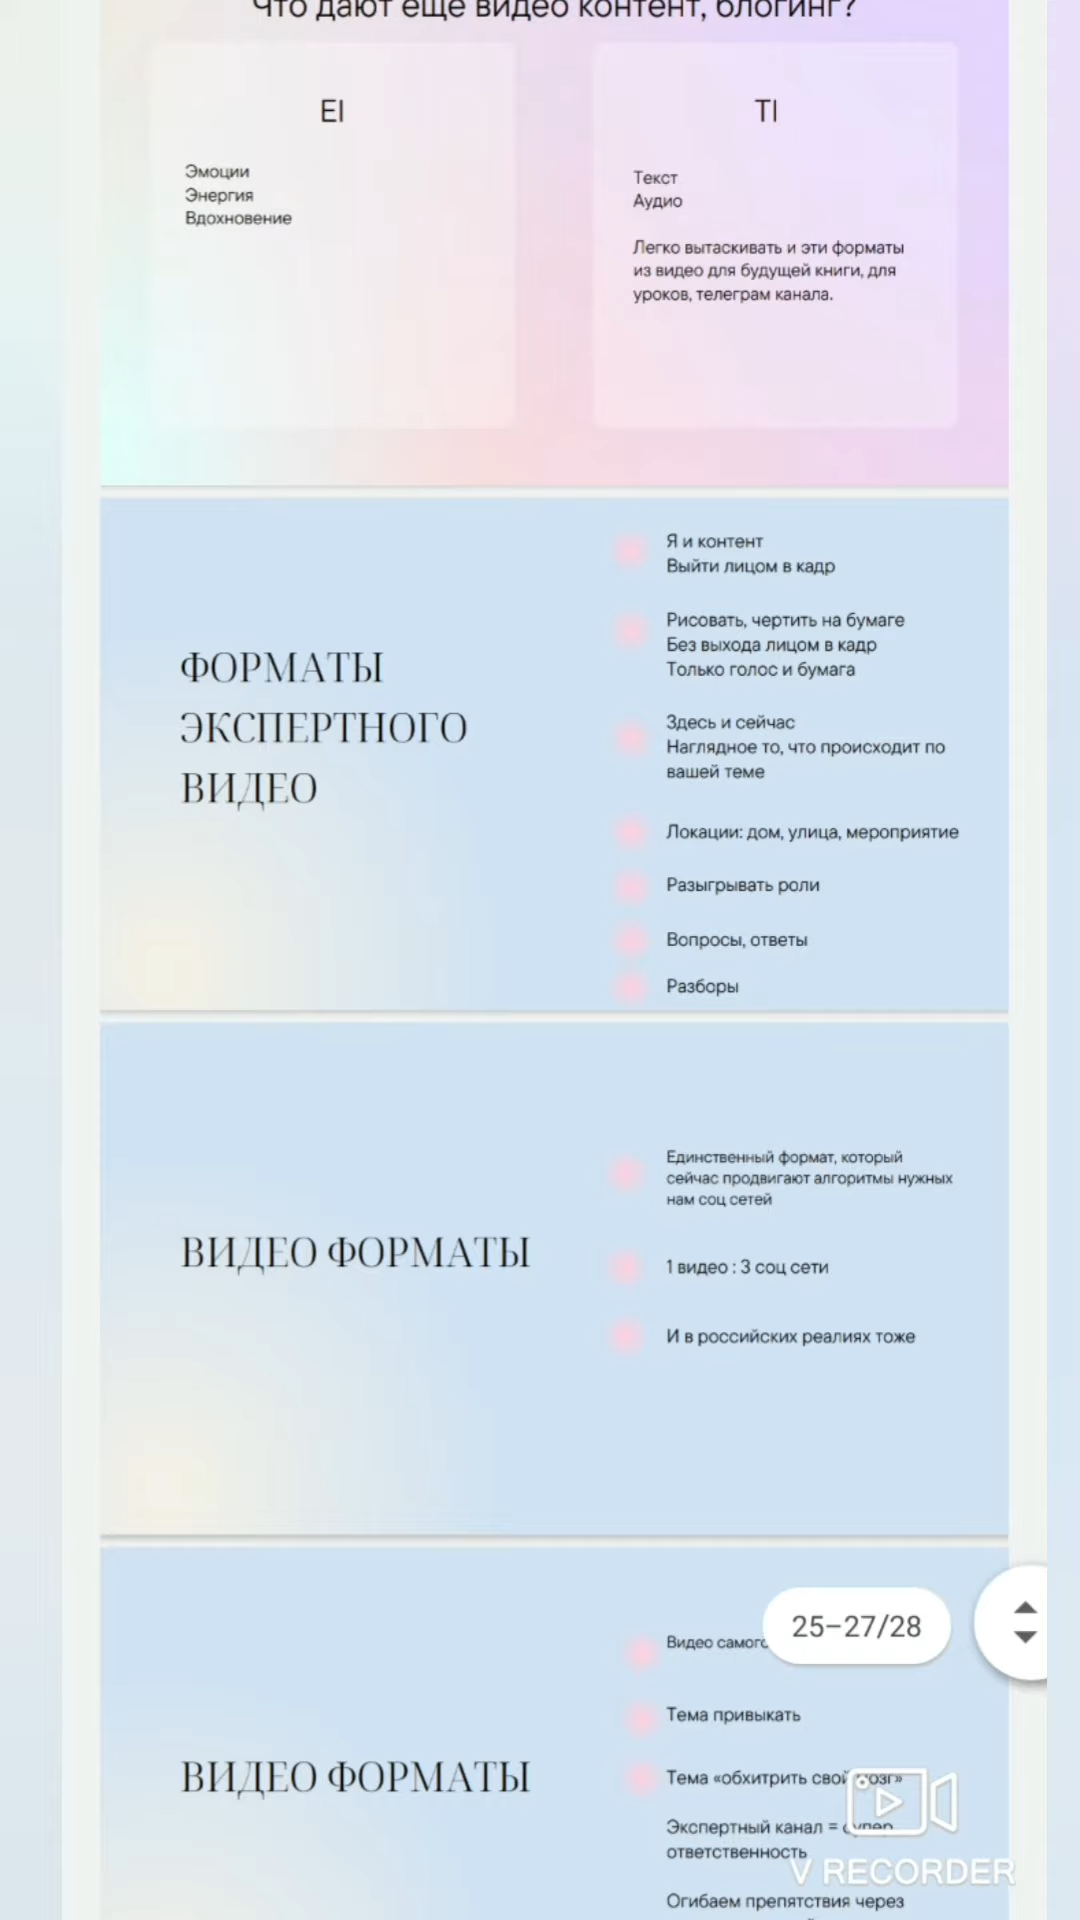 Что дают еще видео контент, блогинг?
EI
Эмоции
Энергия
Вдохновение
TI
Текст
Аудио
Легко вытаскивать и эти форматы
из видео для будущей книги, для
уроков, телеграм канала.
ФОРМАТЫ
ЭКСПЕРТНОГО
ВИДЕО
Я и контент
Выйти лицом в кадр
Рисовать, чертить на бумаге
Без выхода лицом в кадр
Только голос и бумага
Здесь и сейчас
Наглядное то, что происходит по
вашей теме
Локации: дом, улица, мероприятие
Разыгрывать роли
Вопросы, ответы
Разборы
ВИДЕО ФОРМАТЫ
Единственный формат, который
сейчас продвигают алгоритмы нужных
нам соц сетей
1 видео : 3 соц сети
И в российских реалиях тоже
25–27/28
ВИДЕО ФОРМАТЫ
Видео
Тема привыкать
Тема «обхитрить свой мозг»
Экспертный канал = супер
ответственность
Огибаем препятствия через
V RECORDER